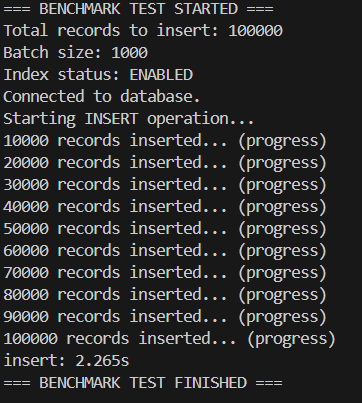 === BENCHMARK TEST STARTED ===
Total records to insert: 100000
Batch size: 1000
Index status: ENABLED
Connected to database.
Starting INSERT operation...
10000 records inserted... (progress)
20000 records inserted... (progress)
30000 records inserted... (progress)
40000 records inserted... (progress)
50000 records inserted... (progress)
60000 records inserted... (progress)
70000 records inserted... (progress)
80000 records inserted... (progress)
90000 records inserted... (progress)
100000 records inserted... (progress)
insert: 2.265s
=== BENCHMARK TEST FINISHED ===